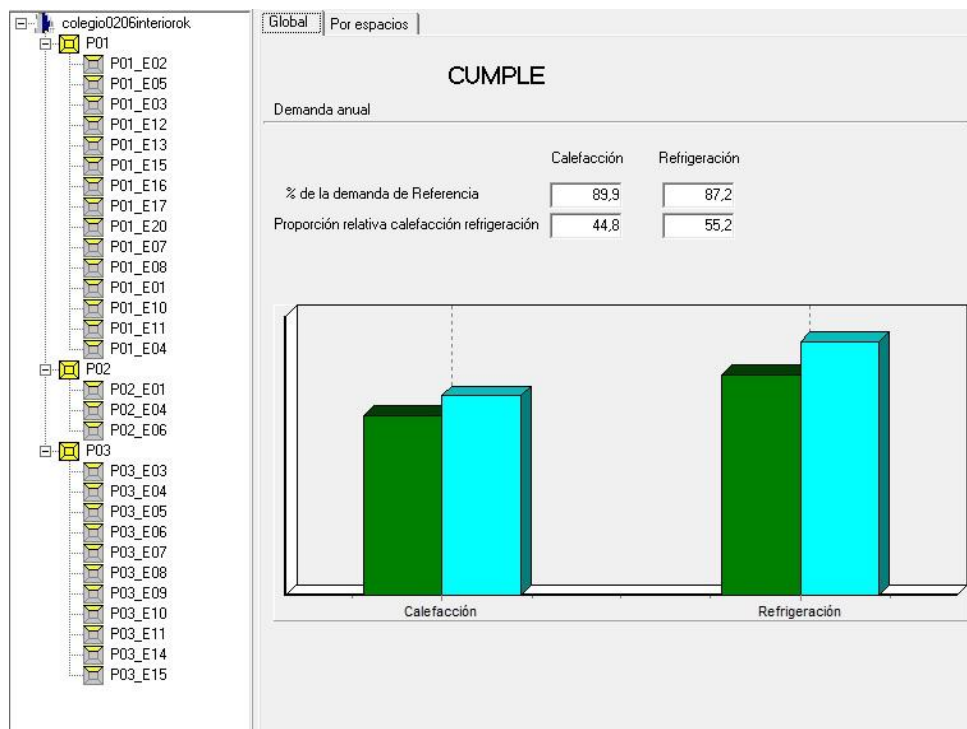 colegio0206interiorok
P01
P01_E02
P01_E05
P01_E03
P01_E12
P01_E13
P01_E15
P01_E16
P01_E17
P01_E20
P01_E07
P01_E08
P01_E01
P01_E10
P01_E11
P01_E04
P02
P02_E01
P02_E04
P02_E06
P03
P03_E03
P03_E04
P03_E05
P03_E06
P03_E07
P03_E08
P03_E09
P03_E10
P03_E11
P03_E14
P03_E15
Global Por espacios
CUMPLE
Demanda anual
Calefacción Refrigeración
% de la demanda de Referencia 89,9 87,2
Proporción relativa calefacción refrigeración 44,8 55,2
Calefacción Refrigeración